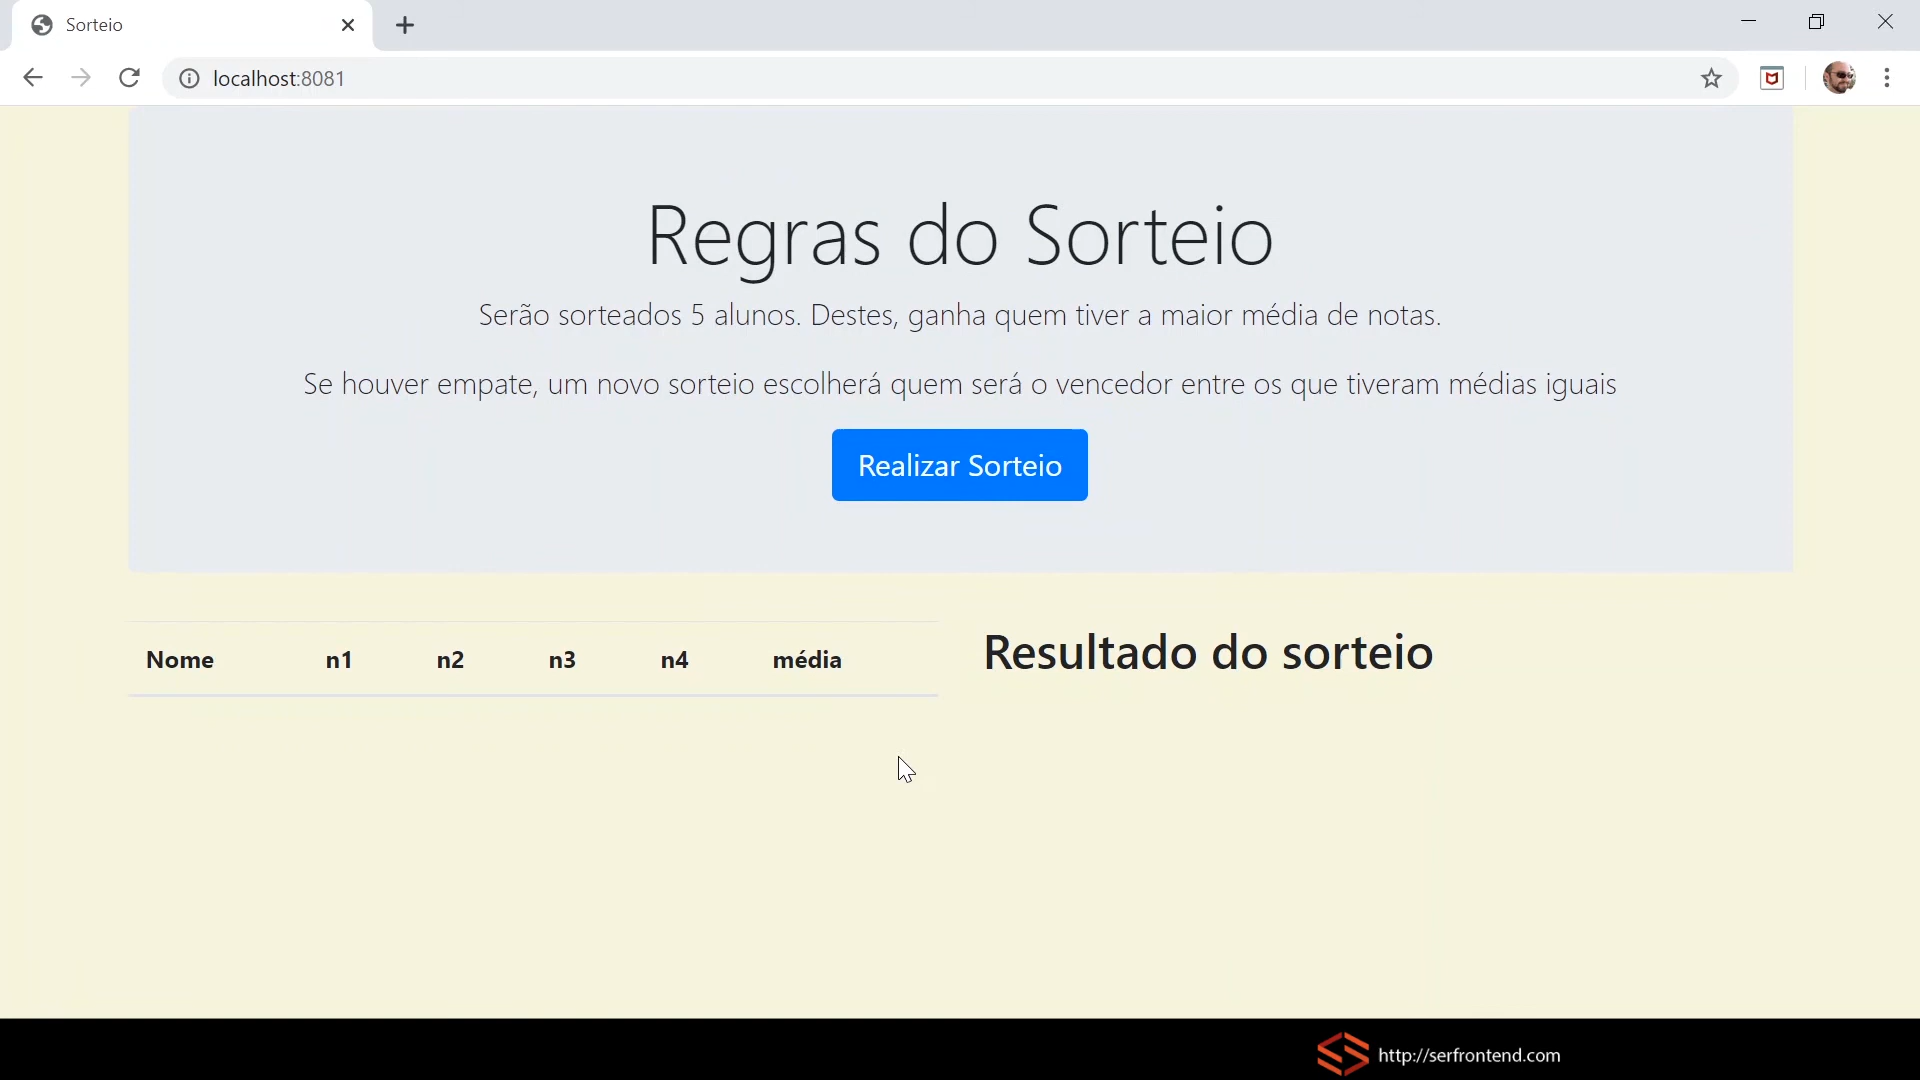 Sorteio
localhost:8081
Regras do Sorteio
Serão sorteados 5 alunos. Destes, ganha quem tiver a maior média de notas.
Se houver empate, um novo sorteio escolherá quem será o vencedor entre os que tiveram médias iguais
Realizar Sorteio
Nome n1 n2 n3 n4 média
Resultado do sorteio
http://serfrontend.com